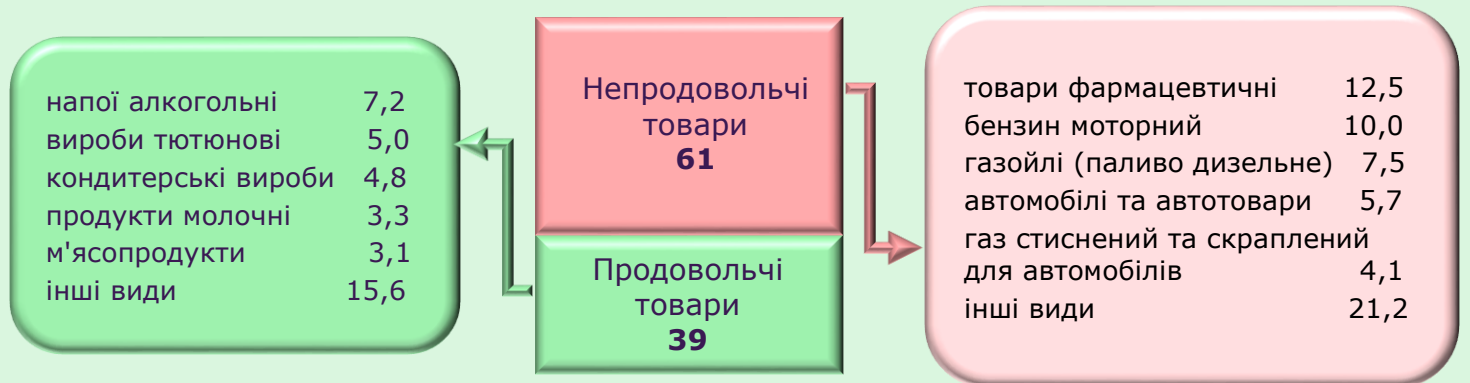 напої алкогольні 7,2
вироби тютюнові 5,0
кондитерські вироби 4,8
продукти молочні 3,3
м'ясопродукти 3,1
інші види 15,6
Непродовольчі
товари
61
Продовольчі
товари
39
товари фармацевтичні 12,5
бензин моторний 10,0
газойлі (паливо дизельне) 7,5
автомобілі та автотовари 5,7
газ стиснений та скраплений
для автомобілів 4,1
інші види 21,2